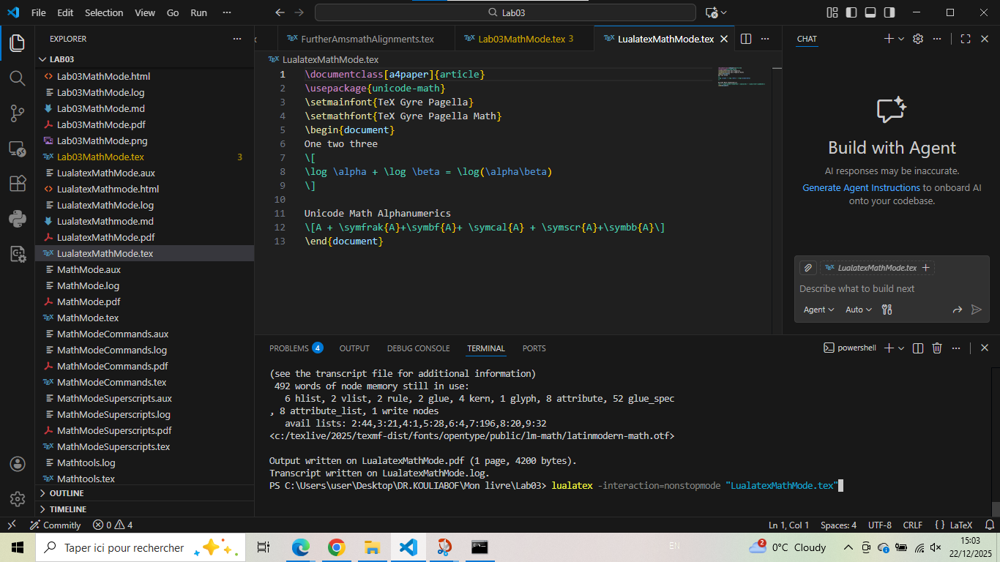 File Edit Selection View Go Run ··· Lab03
EXPLORER ···
LAB03
Lab03MathMode.html
Lab03MathMode.log
Lab03MathMode.md
Lab03MathMode.pdf
Lab03MathMode.png
Lab03MathMode.tex 3
LualatexMathMode.aux
LualatexMathmode.html
LualatexMathMode.log
LualatexMathmode.md
LualatexMathMode.pdf
LualatexMathMode.tex
MathMode.aux
MathMode.log
MathMode.pdf
MathMode.tex
MathModeCommands.aux
MathModeCommands.log
MathModeCommands.pdf
MathModeCommands.tex
MathModeSuperscripts.aux
MathModeSuperscripts.log
MathModeSuperscripts.pdf
MathModeSuperscripts.tex
Mathtools.log
Mathtools.tex
OUTLINE
TIMELINE
TEX FurtherAmsmathAlignments.tex TEX Lab03MathMode.tex 3 TEX LualatexMathMode.tex ···
TEX LualatexMathMode.tex
1 \documentclass[a4paper]{article}
2 \usepackage{unicode-math}
3 \setmainfont{TeX Gyre Pagella}
4 \setmathfont{TeX Gyre Pagella Math}
5 \begin{document}
6 One two three
7 \[
8 \log \alpha + \log \beta = \log(\alpha\beta)
9 \]
10
11 Unicode Math Alphanumerics
12 \[A + \symfrak{A}+\symbf{A}+ \symcal{A} + \symscr{A}+\symbb{A}\]
13 \end{document}
CHAT ···
Build with Agent
AI responses may be inaccurate.
Generate Agent Instructions to onboard AI
onto your codebase.
TEX LualatexMathMode.tex +
Describe what to build next
Agent Auto
PROBLEMS 4 OUTPUT DEBUG CONSOLE TERMINAL PORTS powershell ···
(see the transcript file for additional information)
492 words of node memory still in use:
6 hlist, 2 vlist, 2 rule, 2 glue, 4 kern, 1 glyph, 8 attribute, 52 glue_spec
, 8 attribute_list, 1 write nodes
avail lists: 2:44,3:21,4:1,5:28,6:4,7:196,8:20,9:32
<c:/texlive/2025/texmf-dist/fonts/opentype/public/lm-math/latinmodern-math.otf>
Output written on LualatexMathMode.pdf (1 page, 4200 bytes).
Transcript written on LualatexMathMode.log.
PS C:\Users\user\Desktop\DR.KOULIABOF\Mon livre\Lab03> lualatex -interaction=nonstopmode "LualatexMathMode.tex"
Commitly 0 4 Ln 1, Col 1 Spaces: 4 UTF-8 CRLF { } LaTeX
Taper ici pour rechercher EN 2 0°C Cloudy 15:03
22/12/2025